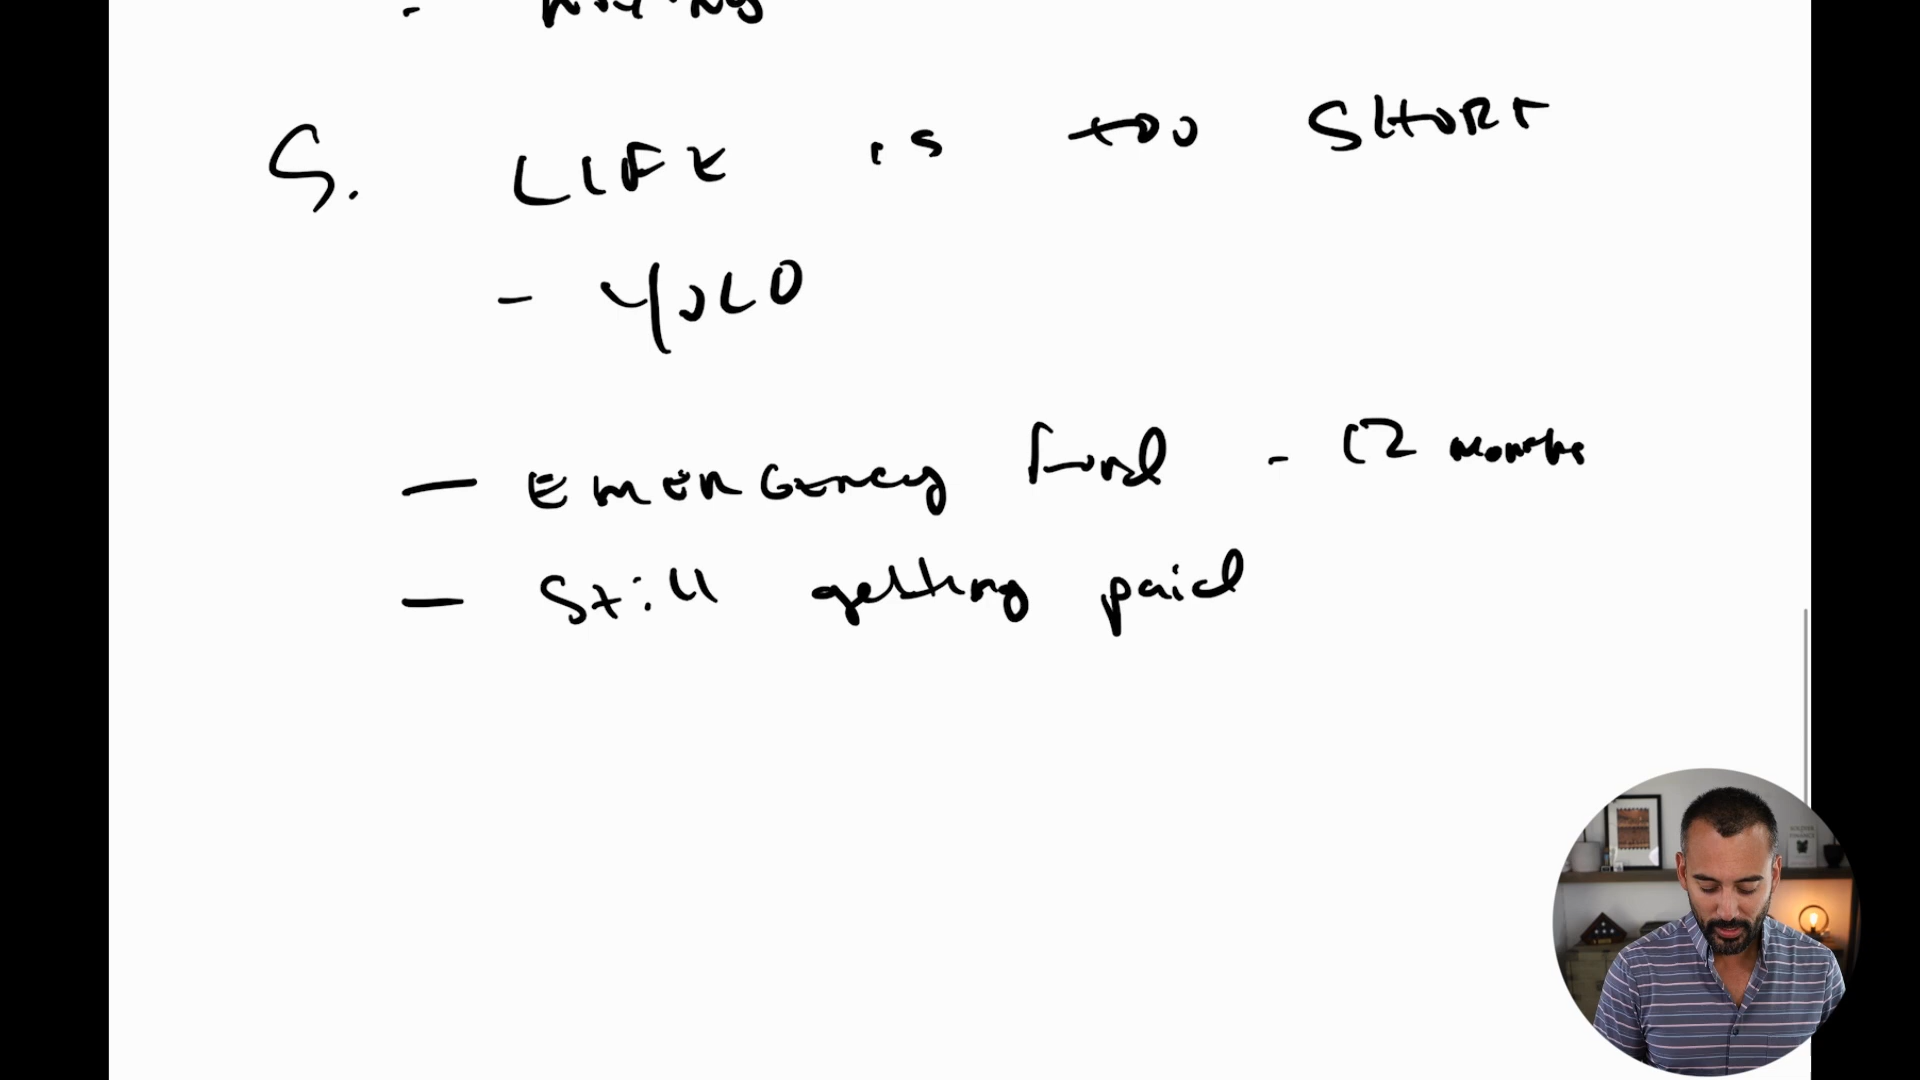 5. LIFE is too SHORT
- YOLO
- EMERGENCY fund - 12 months
- Still getting paid